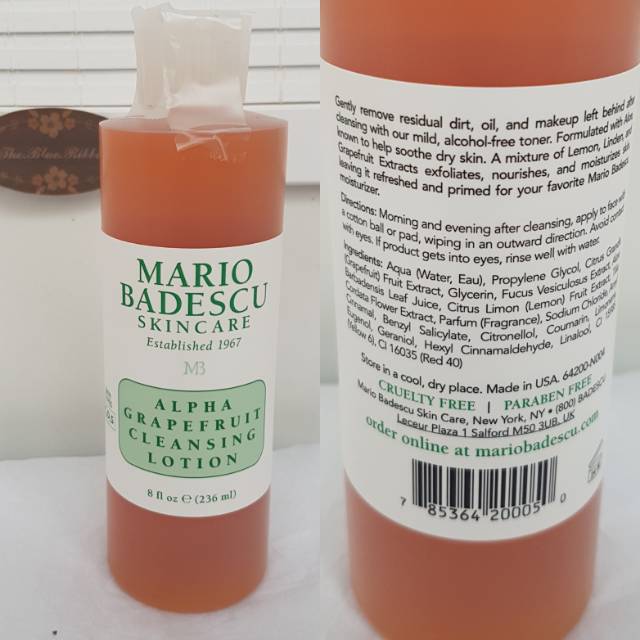 The Blue Ribb
MARIO
BADESCU
SKINCARE
Established 1967
MB
ALPHA
GRAPEFRUIT
CLEANSING
LOTION
8 fl oz ℮ (236 ml)
Gently remove residual dirt, oil, and makeup left behind after
cleansing with our mild, alcohol-free toner. Formulated with Aloe
known to help soothe dry skin. A mixture of Lemon, Linden, and
Grapefruit Extracts exfoliates, nourishes, and moisturizes skin
leaving it refreshed and primed for your favorite Mario Badescu
moisturizer.
Directions: Morning and evening after cleansing, apply to face with
a cotton ball or pad, wiping in an outward direction. Avoid contact
with eyes. If product gets into eyes, rinse well with water.
Ingredients: Aqua (Water, Eau), Propylene Glycol, Citrus Grandis
(Grapefruit) Fruit Extract, Glycerin, Fucus Vesiculosus Extract,
Barbadensis Leaf Juice, Citrus Limon (Lemon) Fruit Extract,
Cordata Flower Extract, Parfum (Fragrance), Sodium Chloride,
Cinnamal, Benzyl Salicylate, Citronellol, Coumarin,
Eugenol, Geraniol, Hexyl Cinnamaldehyde, Linalool, CI
(Yellow 6), CI 16035 (Red 40)
Store in a cool, dry place. Made in USA. 64200-N004
CRUELTY FREE | PARABEN FREE
Mario Badescu Skin Care, New York, NY • (800) BADESCU
Leceur Plaza 1 Salford M50 3UB. UK
order online at mariobadescu.com
7 85364 20005 0